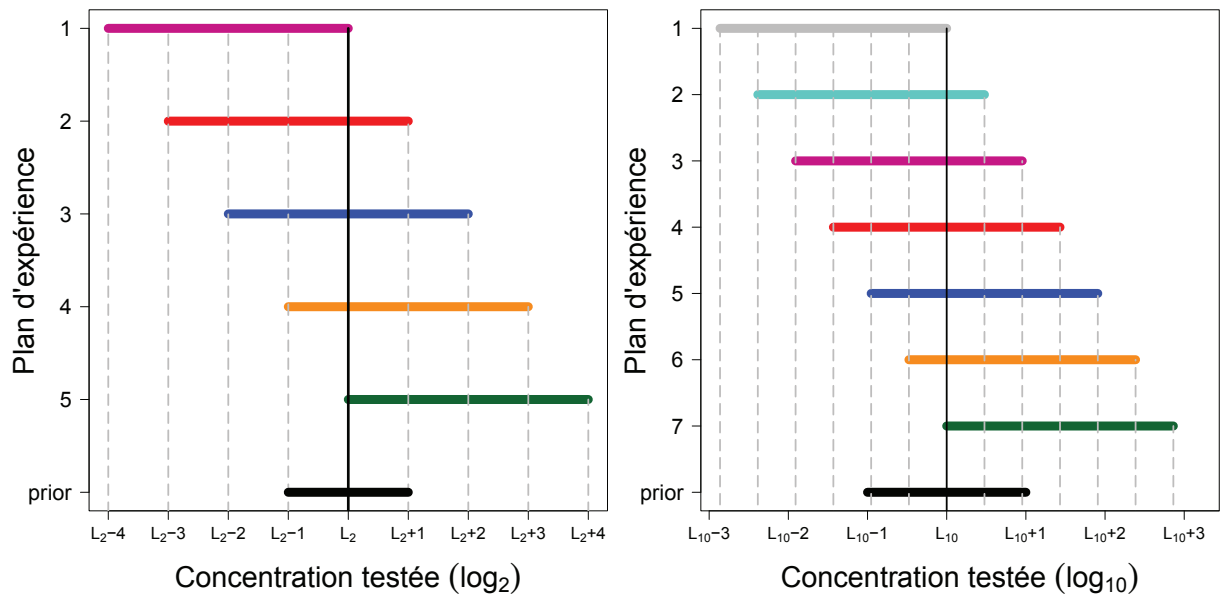 Plan d'expérience
1
2
3
4
5
prior
L₂−4 L₂−3 L₂−2 L₂−1 L₂ L₂+1 L₂+2 L₂+3 L₂+4
Concentration testée (log₂)
Plan d'expérience
1
2
3
4
5
6
7
prior
L₁₀−3 L₁₀−2 L₁₀−1 L₁₀ L₁₀+1 L₁₀+2 L₁₀+3
Concentration testée (log₁₀)